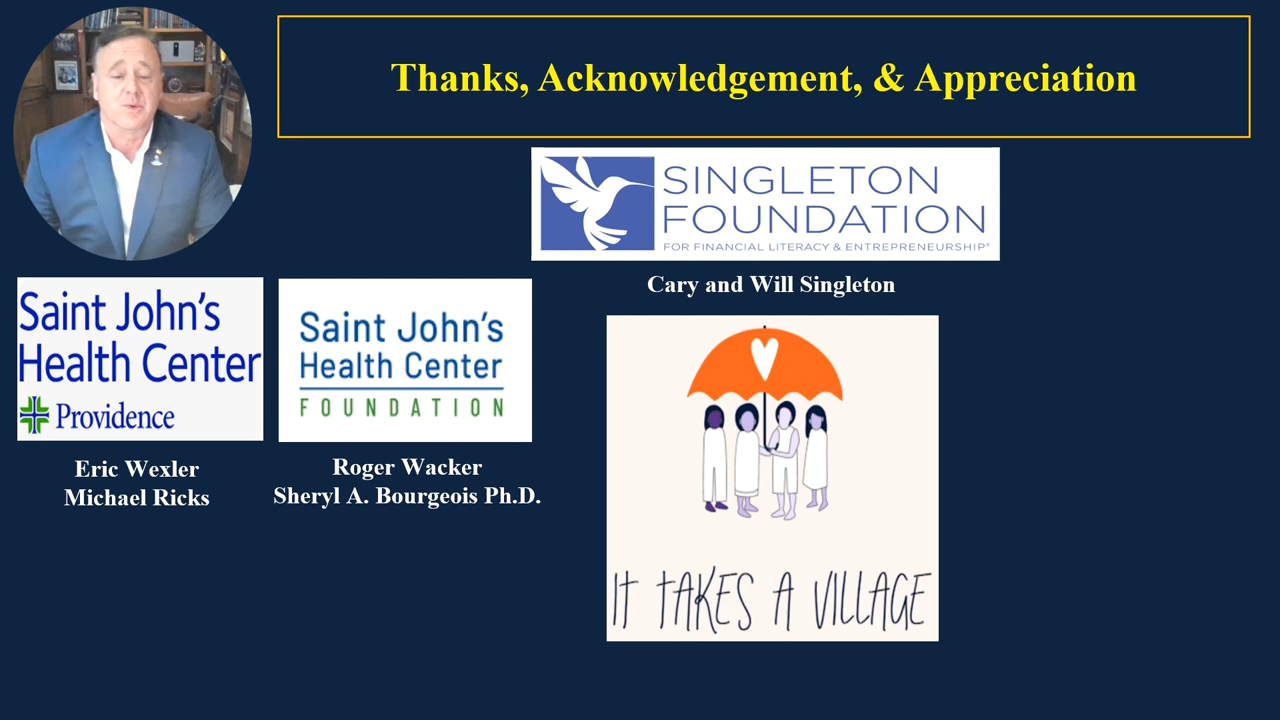 Thanks, Acknowledgement, & Appreciation
SINGLETON
FOUNDATION
FOR FINANCIAL LITERACY & ENTREPRENEURSHIP®
Cary and Will Singleton
Saint John's
Health Center
Providence
Eric Wexler
Michael Ricks
Saint John's
Health Center
FOUNDATION
Roger Wacker
Sheryl A. Bourgeois Ph.D.
IT TAKES A VILLAGE